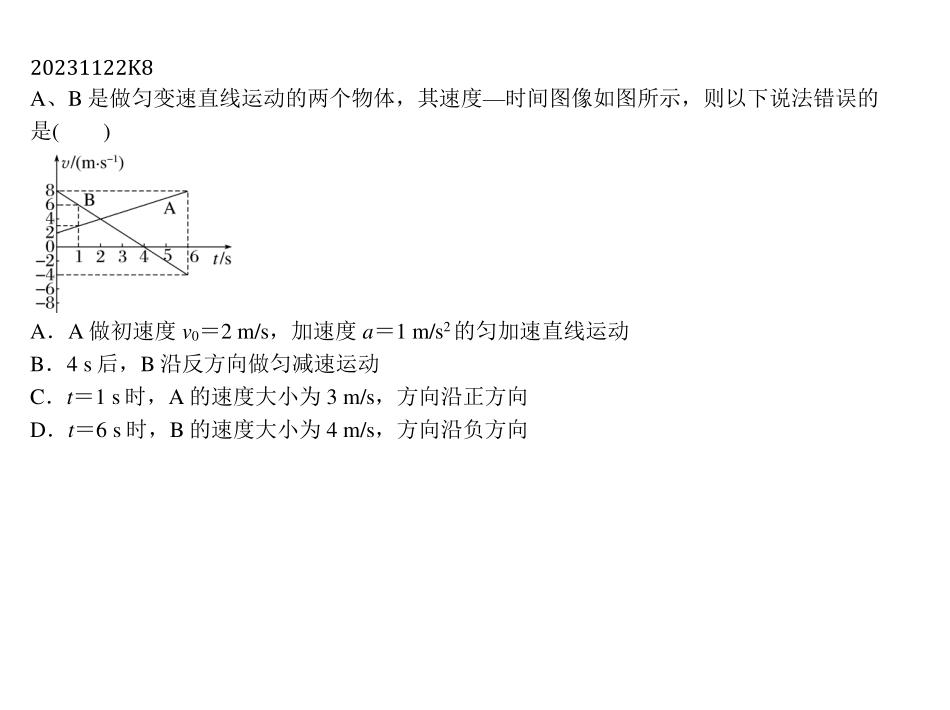 20231122K8
A、B 是做匀变速直线运动的两个物体，其速度—时间图像如图所示，则以下说法错误的
是(　　)
v/(m·s⁻¹)
8
6
4
2
0
−2
−4
−6
−8
B
A
1 2 3 4 5 6 t/s
A．A 做初速度 v₀＝2 m/s，加速度 a＝1 m/s² 的匀加速直线运动
B．4 s 后，B 沿反方向做匀减速运动
C．t＝1 s 时，A 的速度大小为 3 m/s，方向沿正方向
D．t＝6 s 时，B 的速度大小为 4 m/s，方向沿负方向